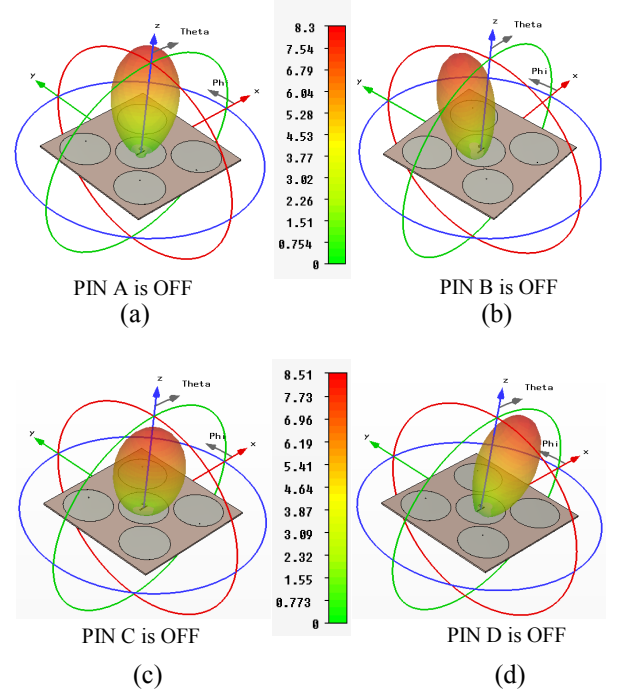 z
Theta
Phi
y
x
8.3
7.54
6.79
6.04
5.28
4.53
3.77
3.02
2.26
1.51
0.754
0
z
Theta
Phi
y
x
PIN A is OFF
(a)
PIN B is OFF
(b)
z
Theta
Phi
y
x
8.51
7.73
6.96
6.19
5.41
4.64
3.87
3.09
2.32
1.55
0.773
0
z
Theta
Phi
y
x
PIN C is OFF
(c)
PIN D is OFF
(d)